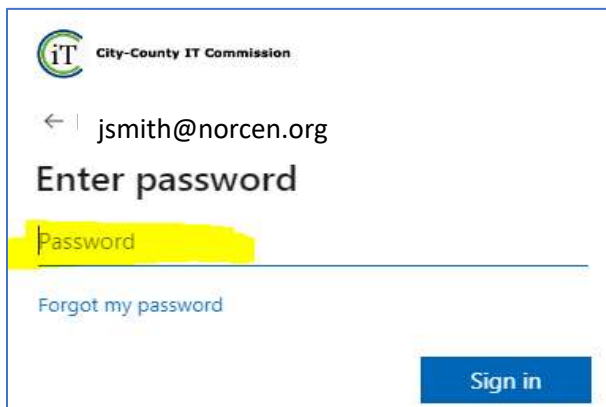 iT City-County IT Commission
jsmith@norcen.org
Enter password
Password
Forgot my password
Sign in